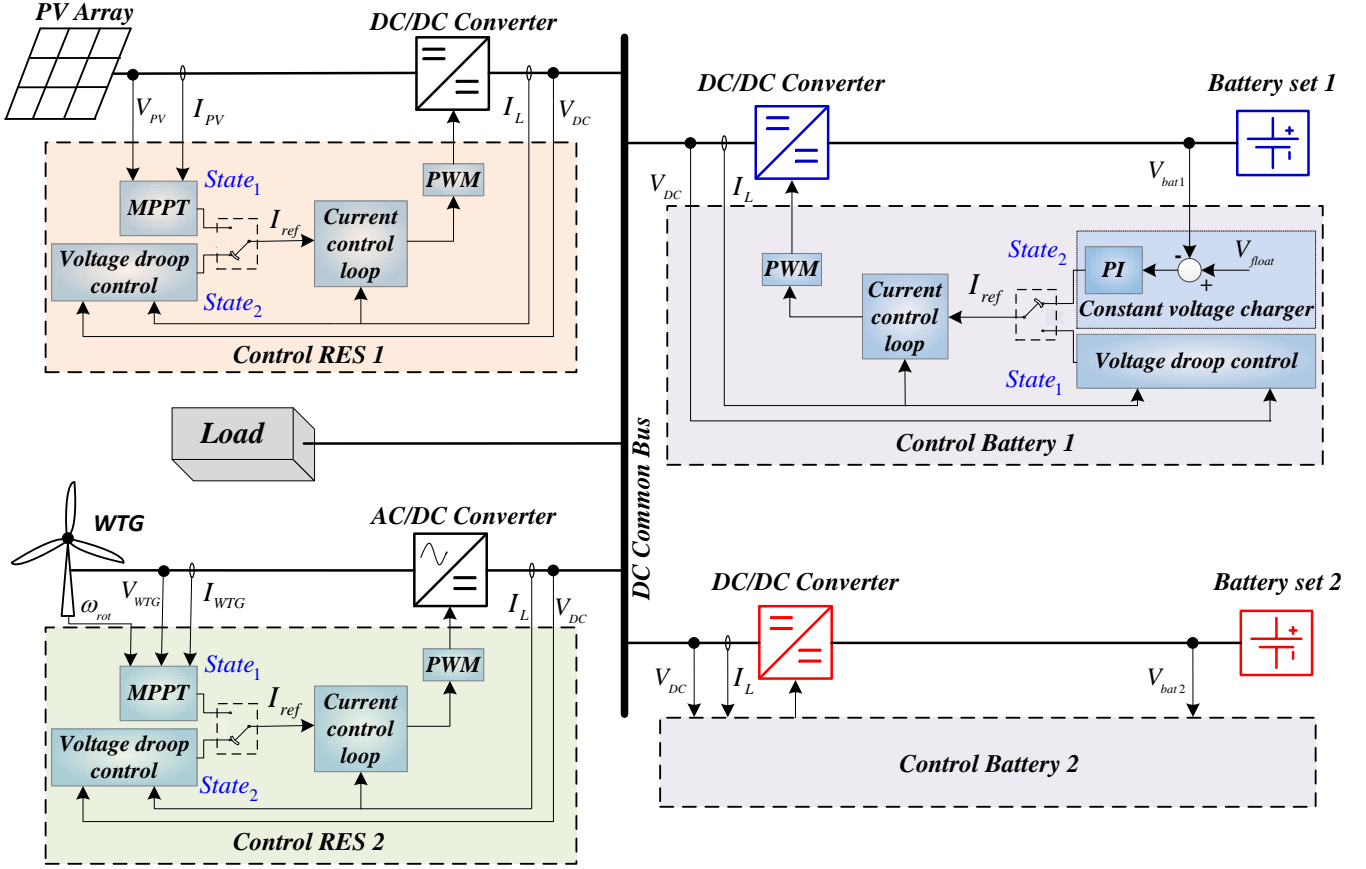 PV Array
DC/DC Converter
V_PV
I_PV
I_L
V_DC
State_1
MPPT
PWM
I_ref
Current
control
loop
Voltage droop
control
State_2
Control RES 1
Load
WTG
AC/DC Converter
ω_rot
V_WTG
I_WTG
I_L
V_DC
State_1
MPPT
PWM
I_ref
Current
control
loop
Voltage droop
control
State_2
Control RES 2
DC Common Bus
DC/DC Converter
Battery set 1
+
V_DC
I_L
V_bat1
State_2
PI
-
+
V_float
PWM
I_ref
Current
control
loop
Constant voltage charger
Voltage droop control
State_1
Control Battery 1
DC/DC Converter
Battery set 2
+
V_DC
I_L
V_bat2
Control Battery 2